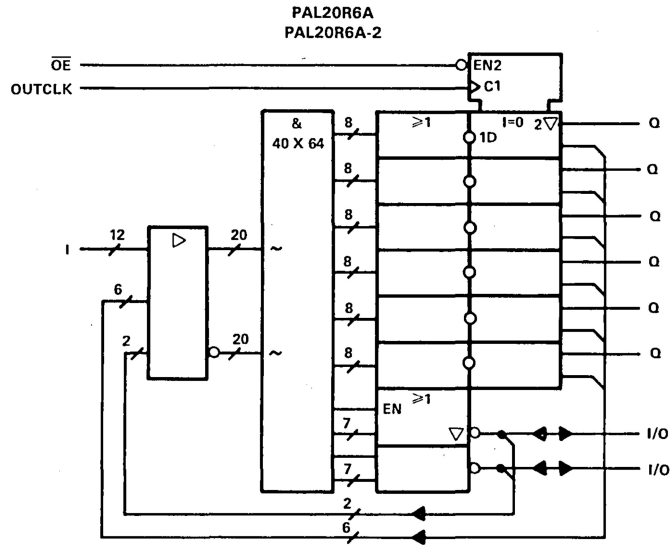 PAL20R6A
PAL20R6A-2
OE
EN2
OUTCLK
C1
&
40 X 64
8
≥1
I=0
2 ▽
Q
1D
8
Q
8
Q
I
12
▷
20
~
8
Q
6
8
Q
2
20
~
8
Q
EN
≥1
7
▽
I/O
7
I/O
2
6